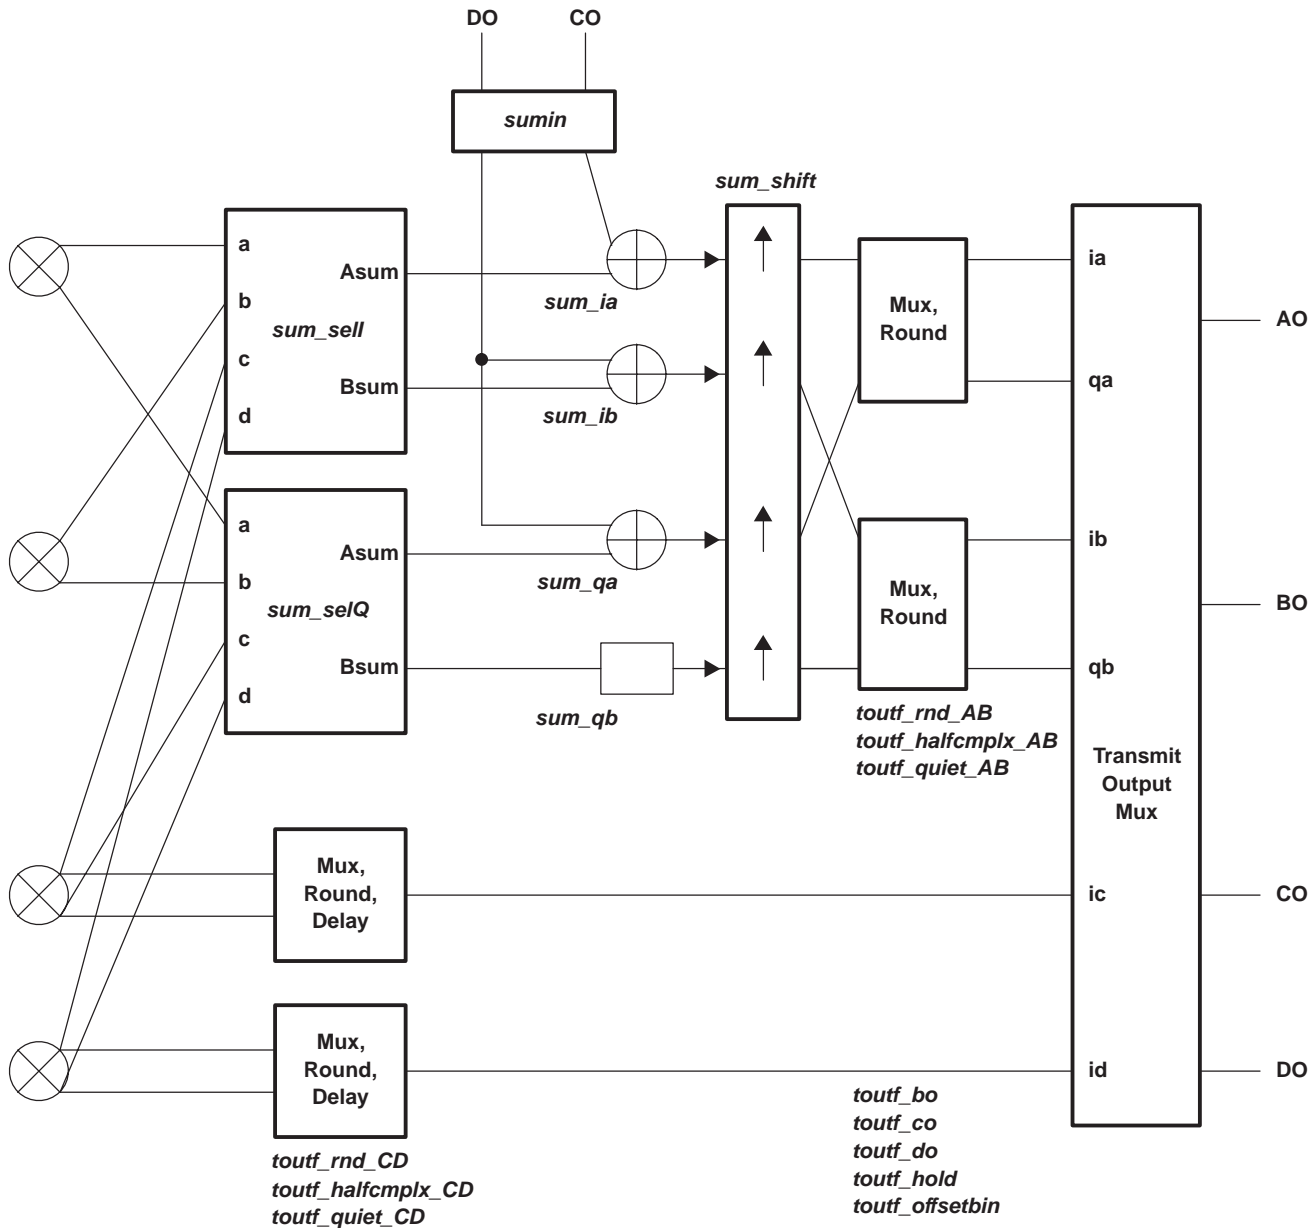 DO
CO
sumin
sum_shift
a
b
c
d
Asum
sum_selI
Bsum
sum_ia
sum_ib
a
b
c
d
Asum
sum_selQ
Bsum
sum_qa
sum_qb
Mux,
Round
Mux,
Round
toutf_rnd_AB
toutf_halfcmplx_AB
toutf_quiet_AB
ia
qa
ib
qb
Transmit
Output
Mux
ic
id
AO
BO
CO
DO
Mux,
Round,
Delay
Mux,
Round,
Delay
toutf_rnd_CD
toutf_halfcmplx_CD
toutf_quiet_CD
toutf_bo
toutf_co
toutf_do
toutf_hold
toutf_offsetbin